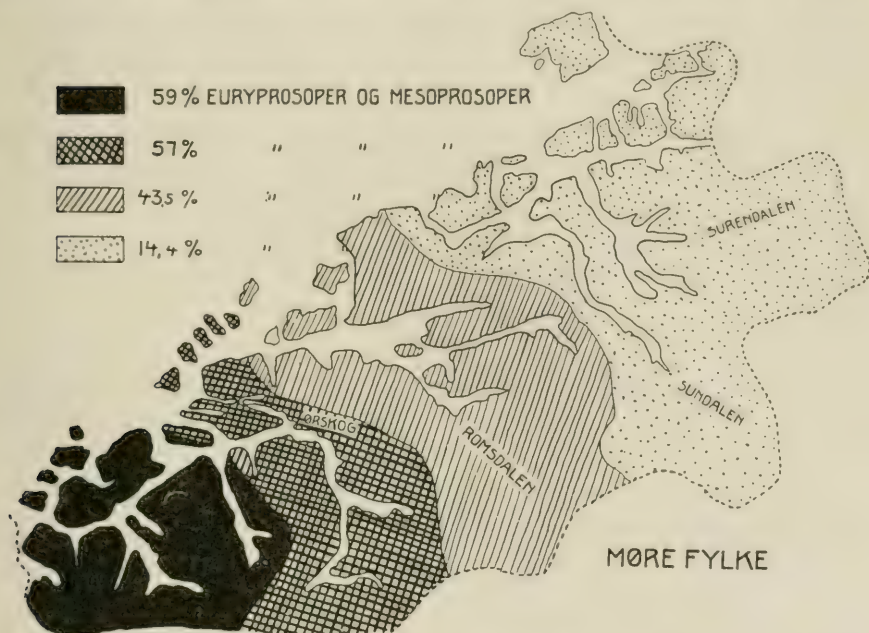 59% EURYPROSOPER OG MESOPROSOPER
57% " " "
43,5 % " " "
14,4 % " "
SURENDALEN
SUNDALEN
ØRSKOG
ROMSDALEN
MØRE FYLKE